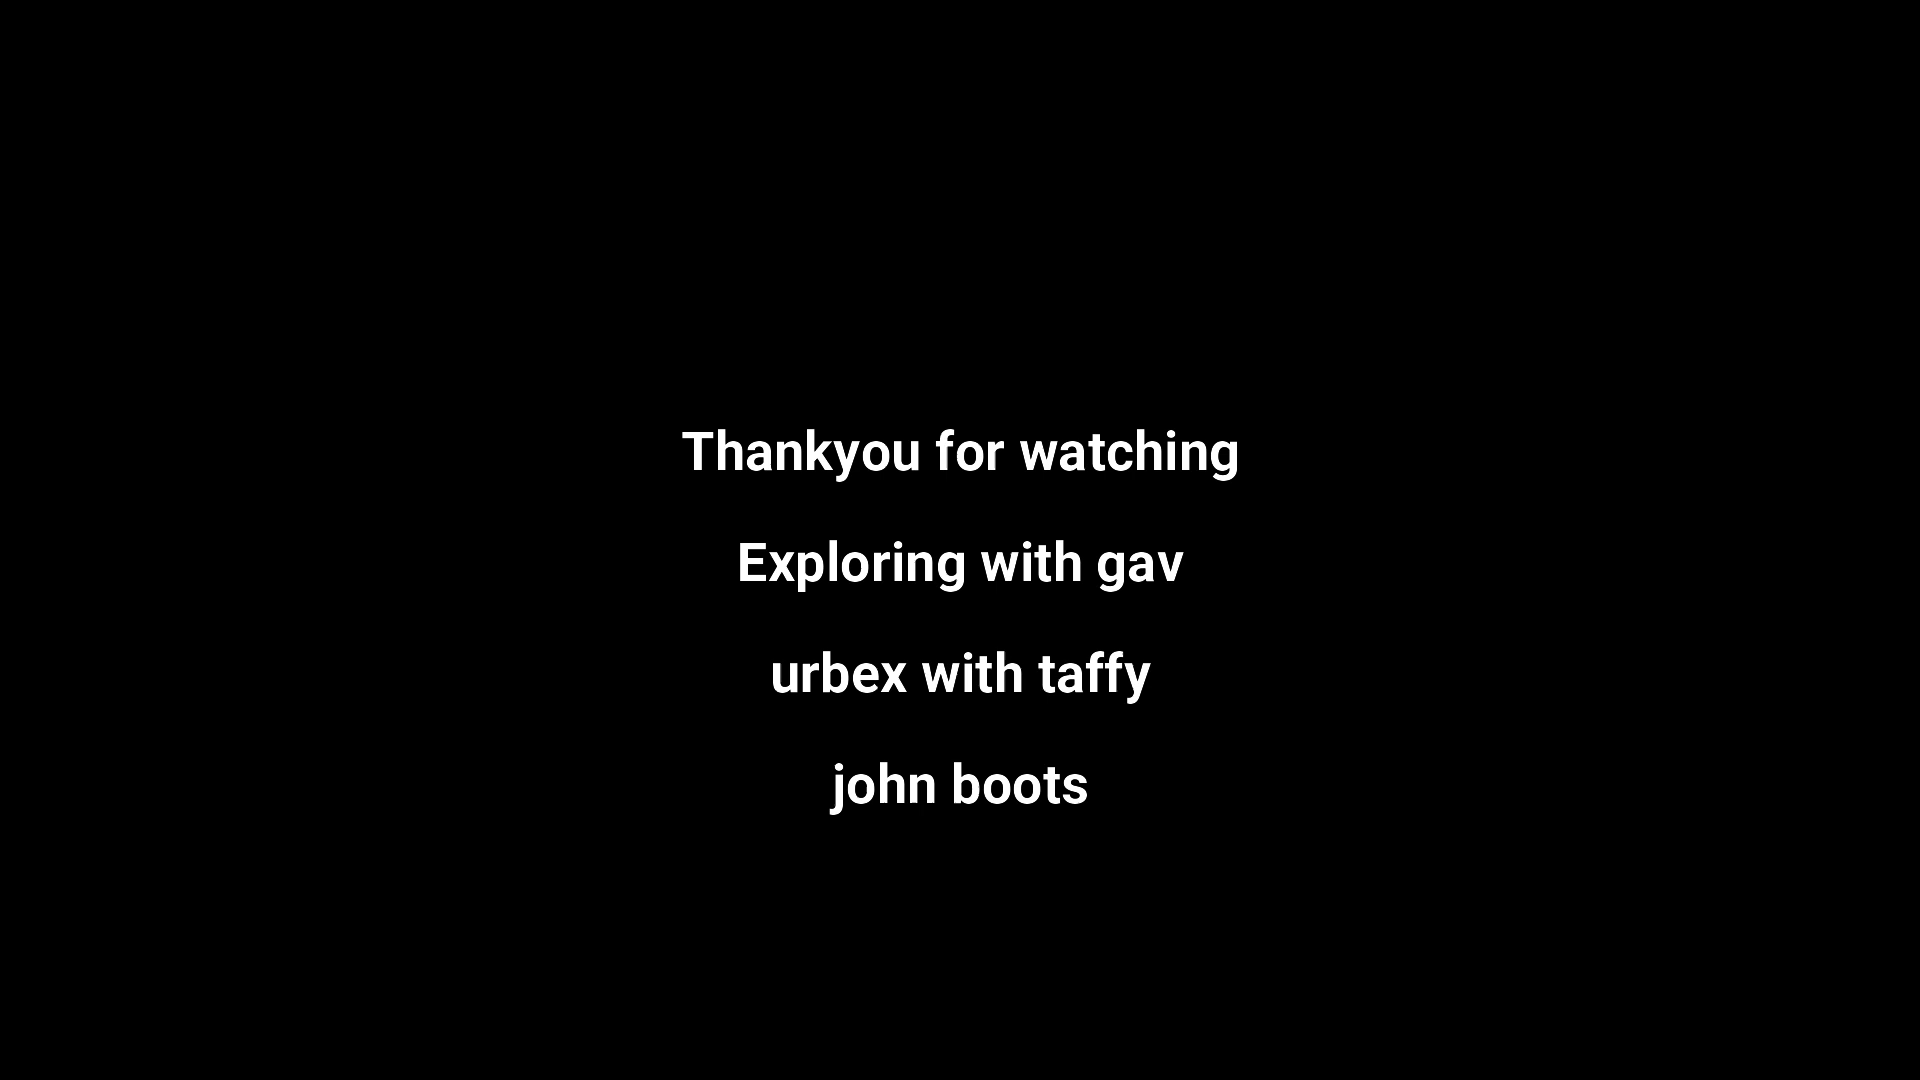 Thankyou for watching
Exploring with gav
urbex with taffy
john boots